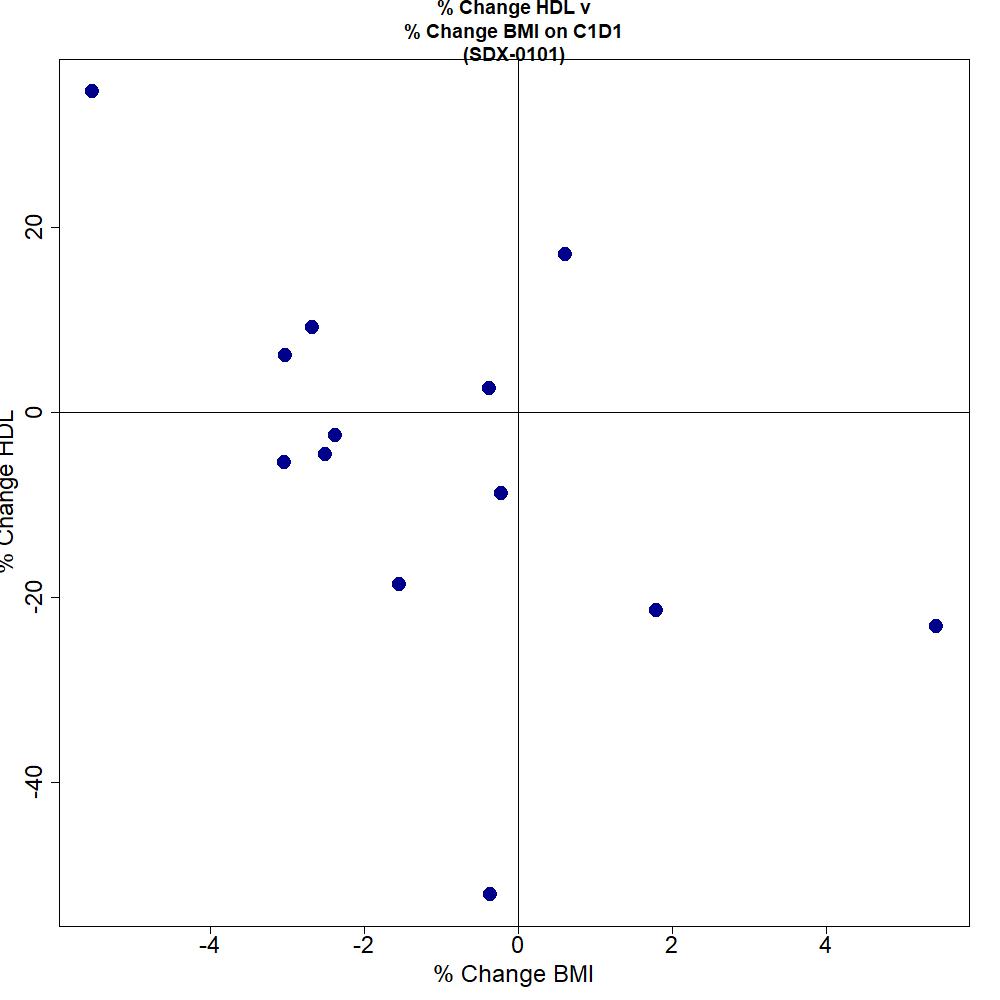 % Change HDL v
% Change BMI on C1D1
(SDX-0101)
% Change HDL
20
0
-20
-40
-4
-2
0
2
4
% Change BMI